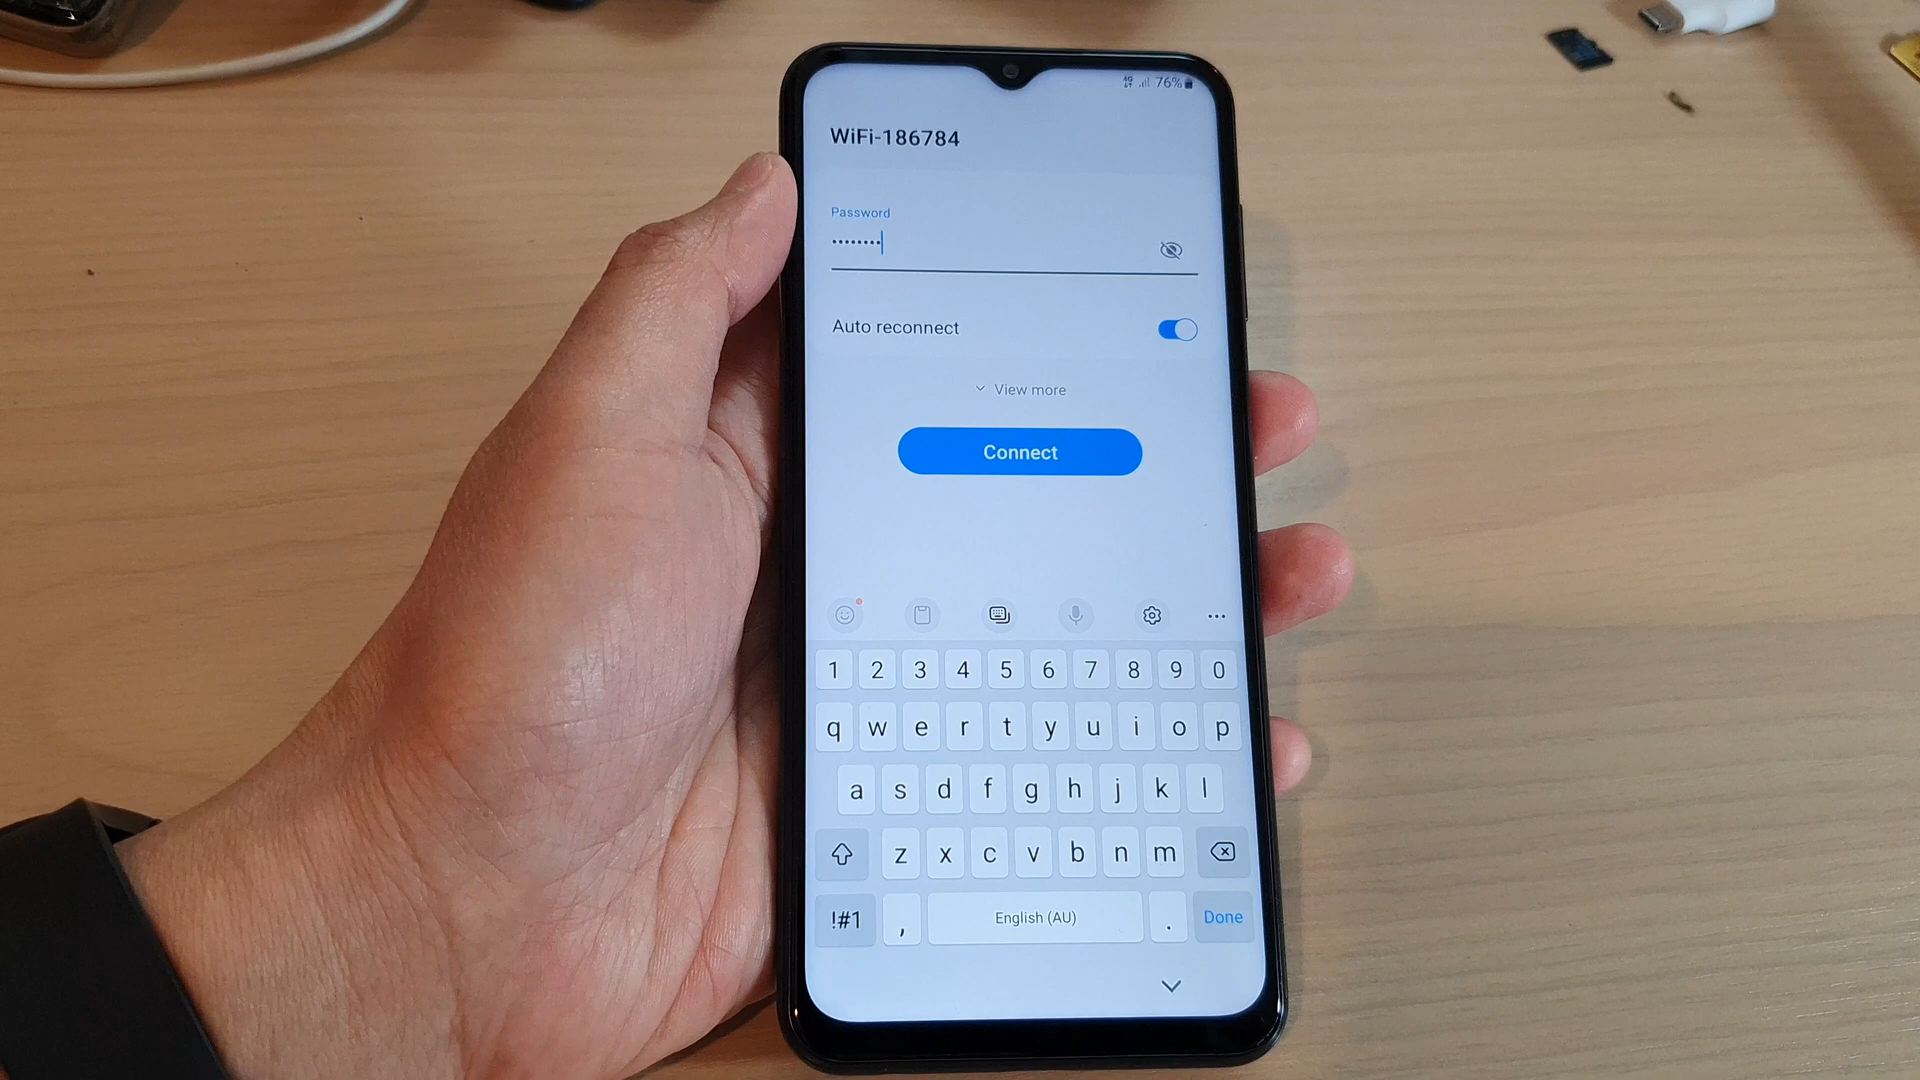 4G 76%
WiFi-186784
Password
••••••••
Auto reconnect
View more
Connect
1 2 3 4 5 6 7 8 9 0
q w e r t y u i o p
a s d f g h j k l
z x c v b n m
!#1 , English (AU) . Done